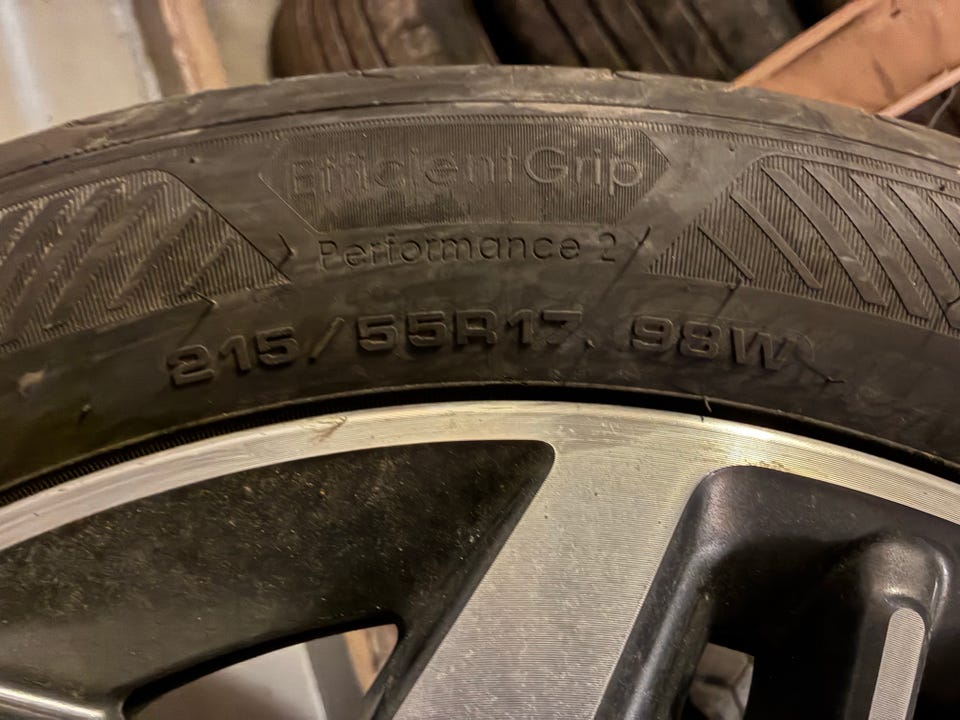 EfficientGrip
Performance 2
215/55R17 98W